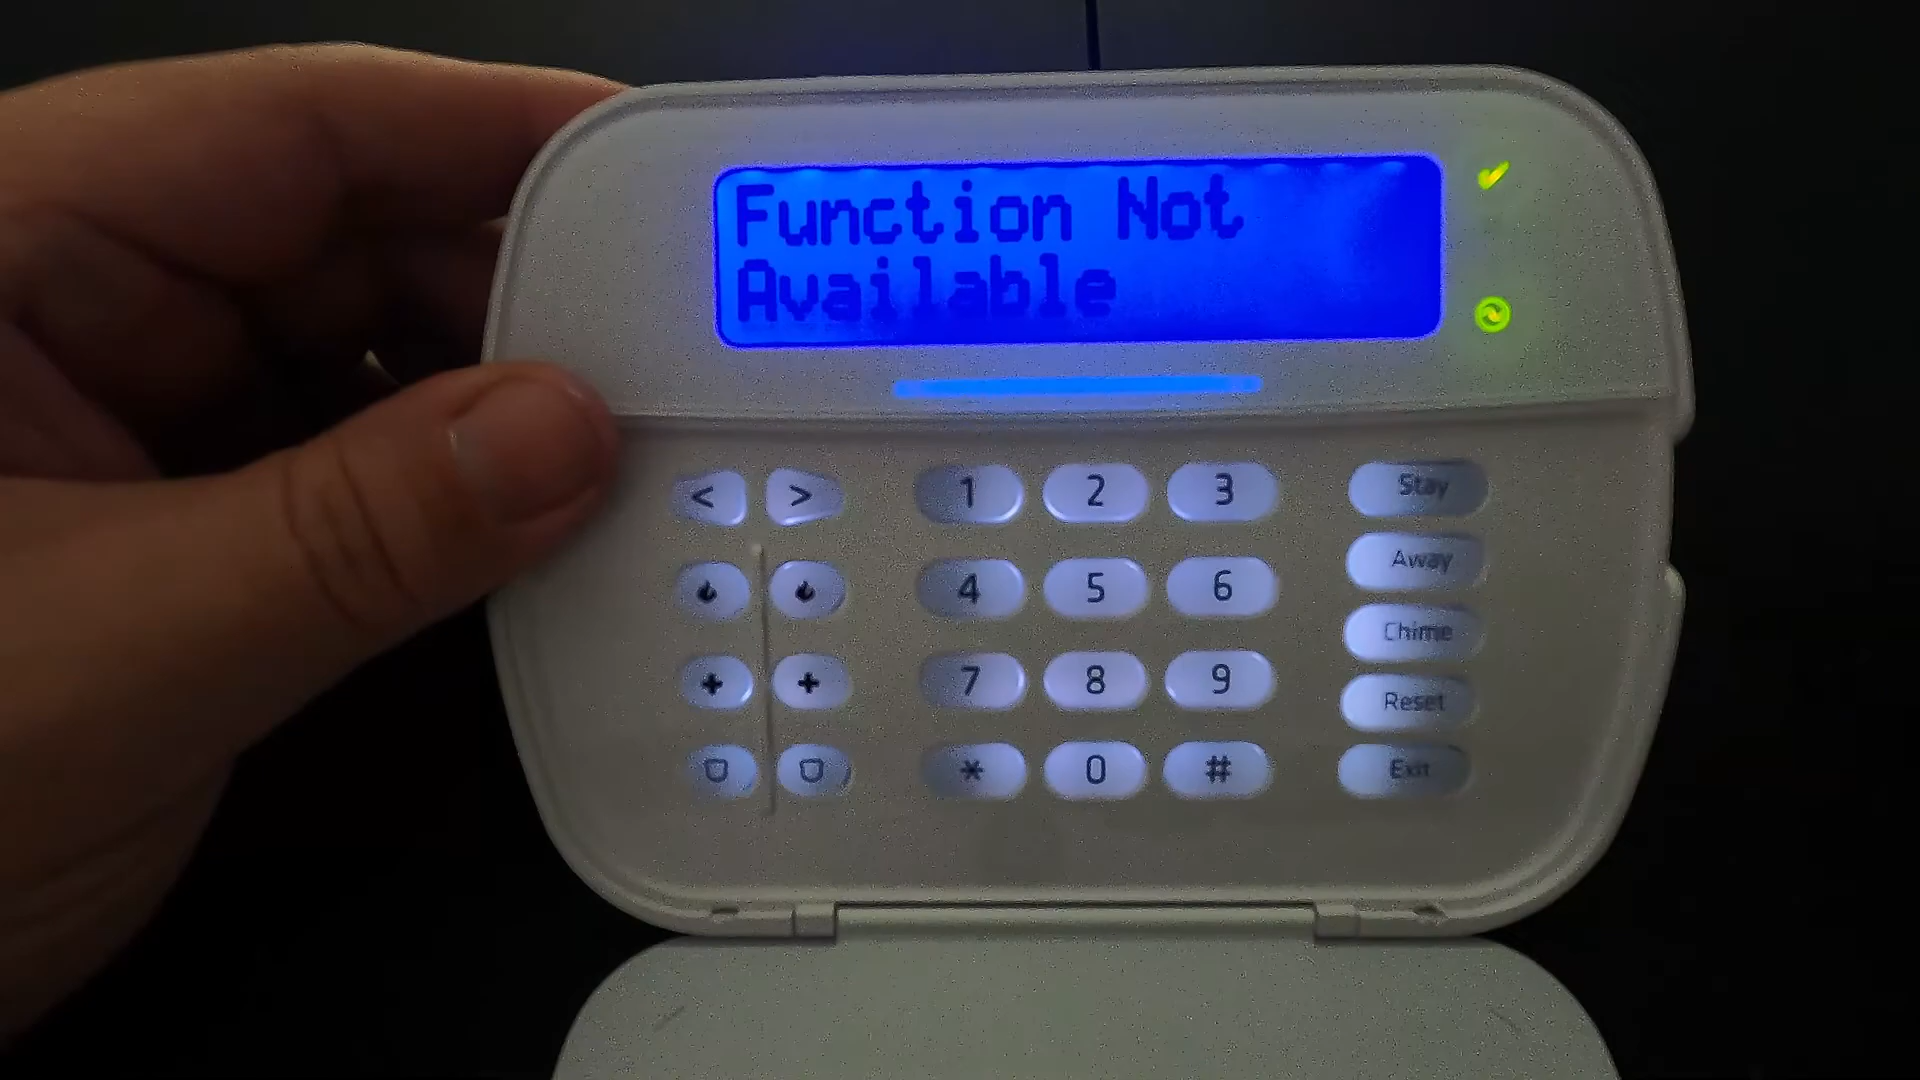 Function Not
Available
< > 1 2 3 Stay
4 5 6 Away
Chime
7 8 9 Reset
* 0 # Exit